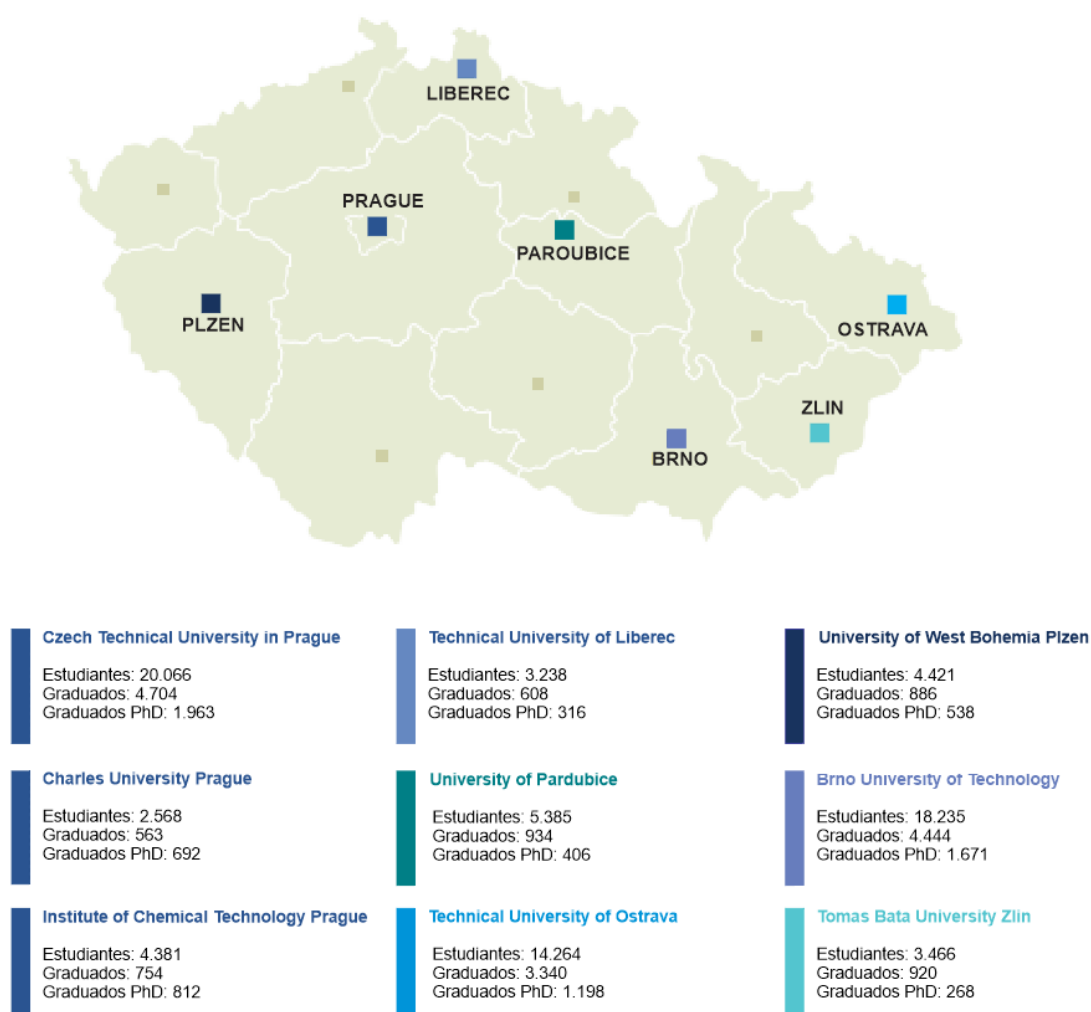 LIBEREC
PRAGUE
PAROUBICE
PLZEN
OSTRAVA
ZLIN
BRNO
Czech Technical University in Prague
Estudiantes: 20.066
Graduados: 4.704
Graduados PhD: 1.963
Technical University of Liberec
Estudiantes: 3.238
Graduados: 608
Graduados PhD: 316
University of West Bohemia Plzen
Estudiantes: 4.421
Graduados: 886
Graduados PhD: 538
Charles University Prague
Estudiantes: 2.568
Graduados: 563
Graduados PhD: 692
University of Pardubice
Estudiantes: 5.385
Graduados: 934
Graduados PhD: 406
Brno University of Technology
Estudiantes: 18.235
Graduados: 4.444
Graduados PhD: 1.671
Institute of Chemical Technology Prague
Estudiantes: 4.381
Graduados: 754
Graduados PhD: 812
Technical University of Ostrava
Estudiantes: 14.264
Graduados: 3.340
Graduados PhD: 1.198
Tomas Bata University Zlin
Estudiantes: 3.466
Graduados: 920
Graduados PhD: 268